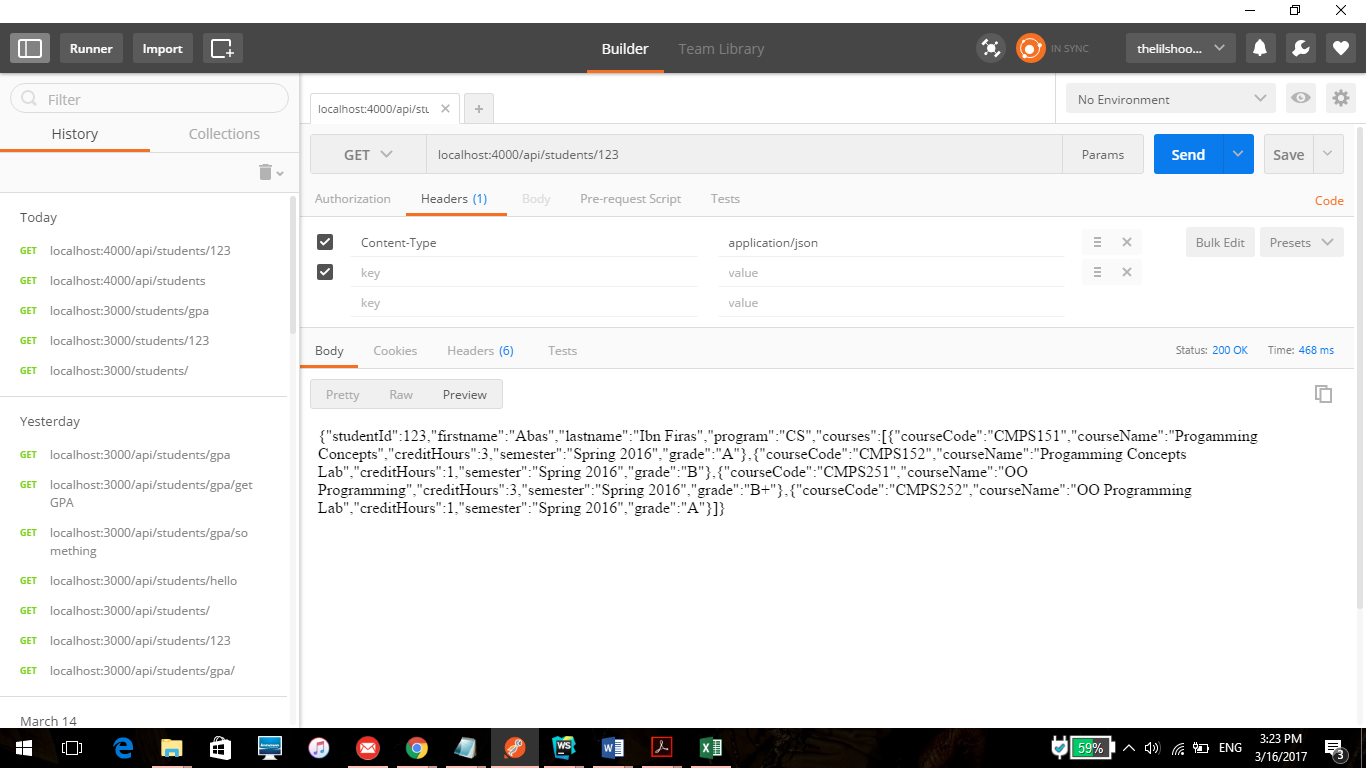 Runner
Import
Builder
Team Library
IN SYNC
thelilshoo...
Filter
History
Collections
Today
GET localhost:4000/api/students/123
GET localhost:4000/api/students
GET localhost:3000/students/gpa
GET localhost:3000/students/123
GET localhost:3000/students/
Yesterday
GET localhost:3000/api/students/gpa
GET localhost:3000/api/students/gpa/get
GPA
GET localhost:3000/api/students/gpa/so
mething
GET localhost:3000/api/students/hello
GET localhost:3000/api/students/
GET localhost:3000/api/students/123
GET localhost:3000/api/students/gpa/
March 14
localhost:4000/api/stu
No Environment
GET
localhost:4000/api/students/123
Params
Send
Save
Authorization
Headers (1)
Body
Pre-request Script
Tests
Code
Content-Type
application/json
Bulk Edit
Presets
key
value
key
value
Body
Cookies
Headers (6)
Tests
Status: 200 OK
Time: 468 ms
Pretty
Raw
Preview
{"studentId":123,"firstname":"Abas","lastname":"Ibn Firas","program":"CS","courses":[{"courseCode":"CMPS151","courseName":"Progamming
Concepts","creditHours":3,"semester":"Spring 2016","grade":"A"},{"courseCode":"CMPS152","courseName":"Progamming Concepts
Lab","creditHours":1,"semester":"Spring 2016","grade":"B"},{"courseCode":"CMPS251","courseName":"OO
Programming","creditHours":3,"semester":"Spring 2016","grade":"B+"},{"courseCode":"CMPS252","courseName":"OO Programming
Lab","creditHours":1,"semester":"Spring 2016","grade":"A"}]}
WS
59%
ENG
3:23 PM
3/16/2017
3